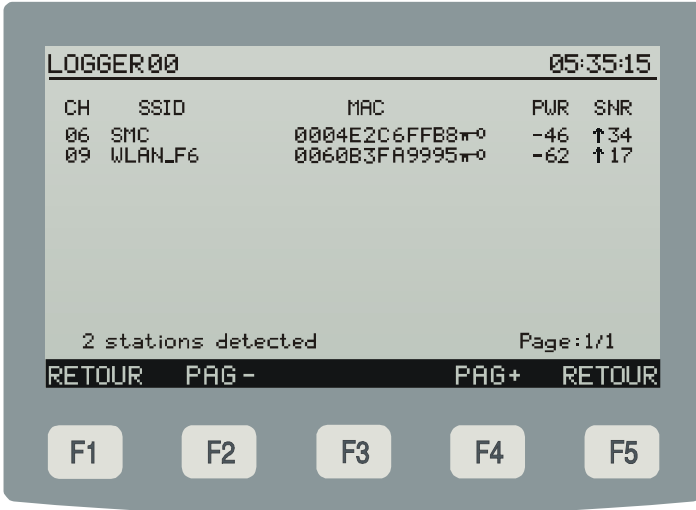 LOGGER00 05:35:15
CH SSID MAC PWR SNR
06 SMC 0004E2C6FFB8 -46 ↑34
09 WLAN_F6 0060B3FA9995 -62 ↑17
2 stations detected Page:1/1
RETOUR PAG- PAG+ RETOUR
F1 F2 F3 F4 F5